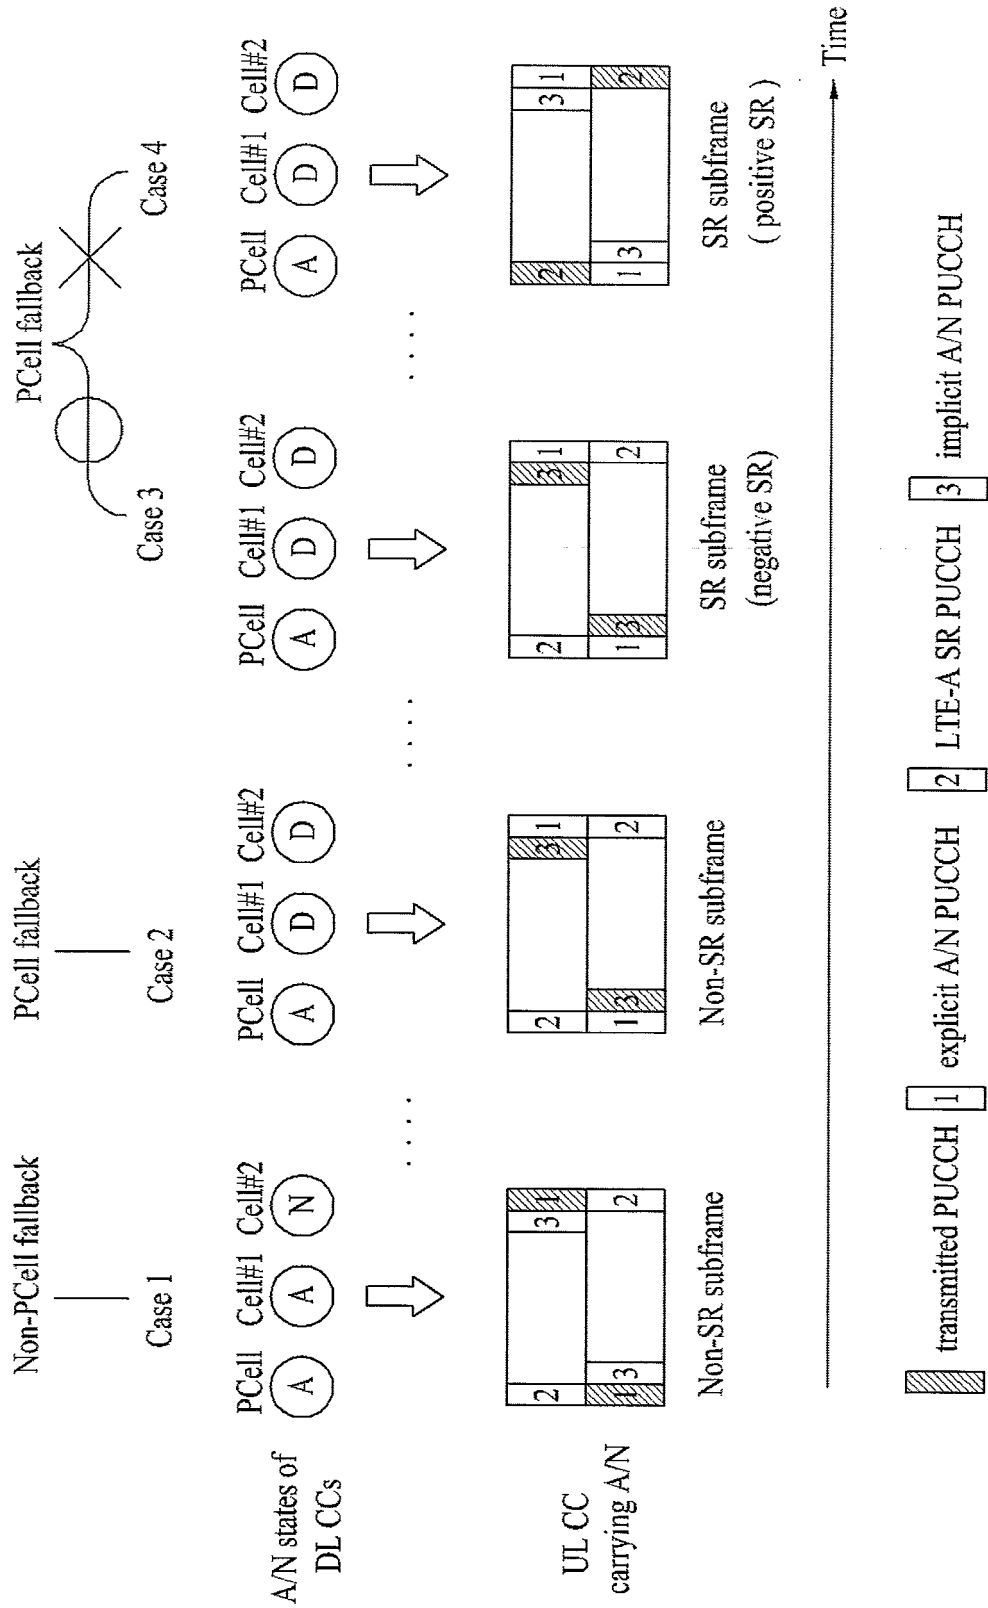 Non-PCell fallback
PCell fallback
PCell fallback
Case 1
Case 2
Case 3
Case 4
A/N states of
DL CCs
PCell Cell#1 Cell#2
A A N
. . . .
PCell Cell#1 Cell#2
A D D
. . . .
PCell Cell#1 Cell#2
A D D
. . . .
PCell Cell#1 Cell#2
A D D
UL CC
carrying A/N
2 3 1
1 3 2
2 3 1
1 3 2
2 3 1
1 3 2
2 3 1
1 3 2
Non-SR subframe
Non-SR subframe
SR subframe
(negative SR)
SR subframe
( positive SR )
Time
transmitted PUCCH
1 explicit A/N PUCCH
2 LTE-A SR PUCCH
3 implicit A/N PUCCH